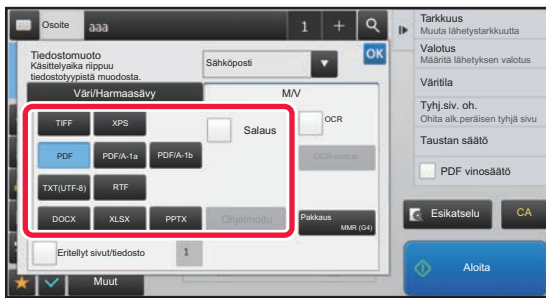 Osoite
aaa
1
Tiedostomuoto
Käsittelyaika riippuu
tiedostotyypistä muodosta.
Sähköposti
OK
Väri/Harmaasävy
M/V
TIFF
XPS
Salaus
OCR
PDF
PDF/A-1a
PDF/A-1b
OCR-asetus
TXT(UTF-8)
RTF
DOCX
XLSX
PPTX
Ohjelmoitu
Pakkaus
MMR (G4)
Eritellyt sivut/tiedosto
1
Muut
Tarkkuus
Muuta lähetystarkkuutta
Valotus
Määritä lähetyksen valotus
Väritila
Tyhj.siv. oh.
Ohita alk.peräisen tyhjä sivu
Taustan säätö
PDF vinosäätö
Esikatselu
CA
Aloita